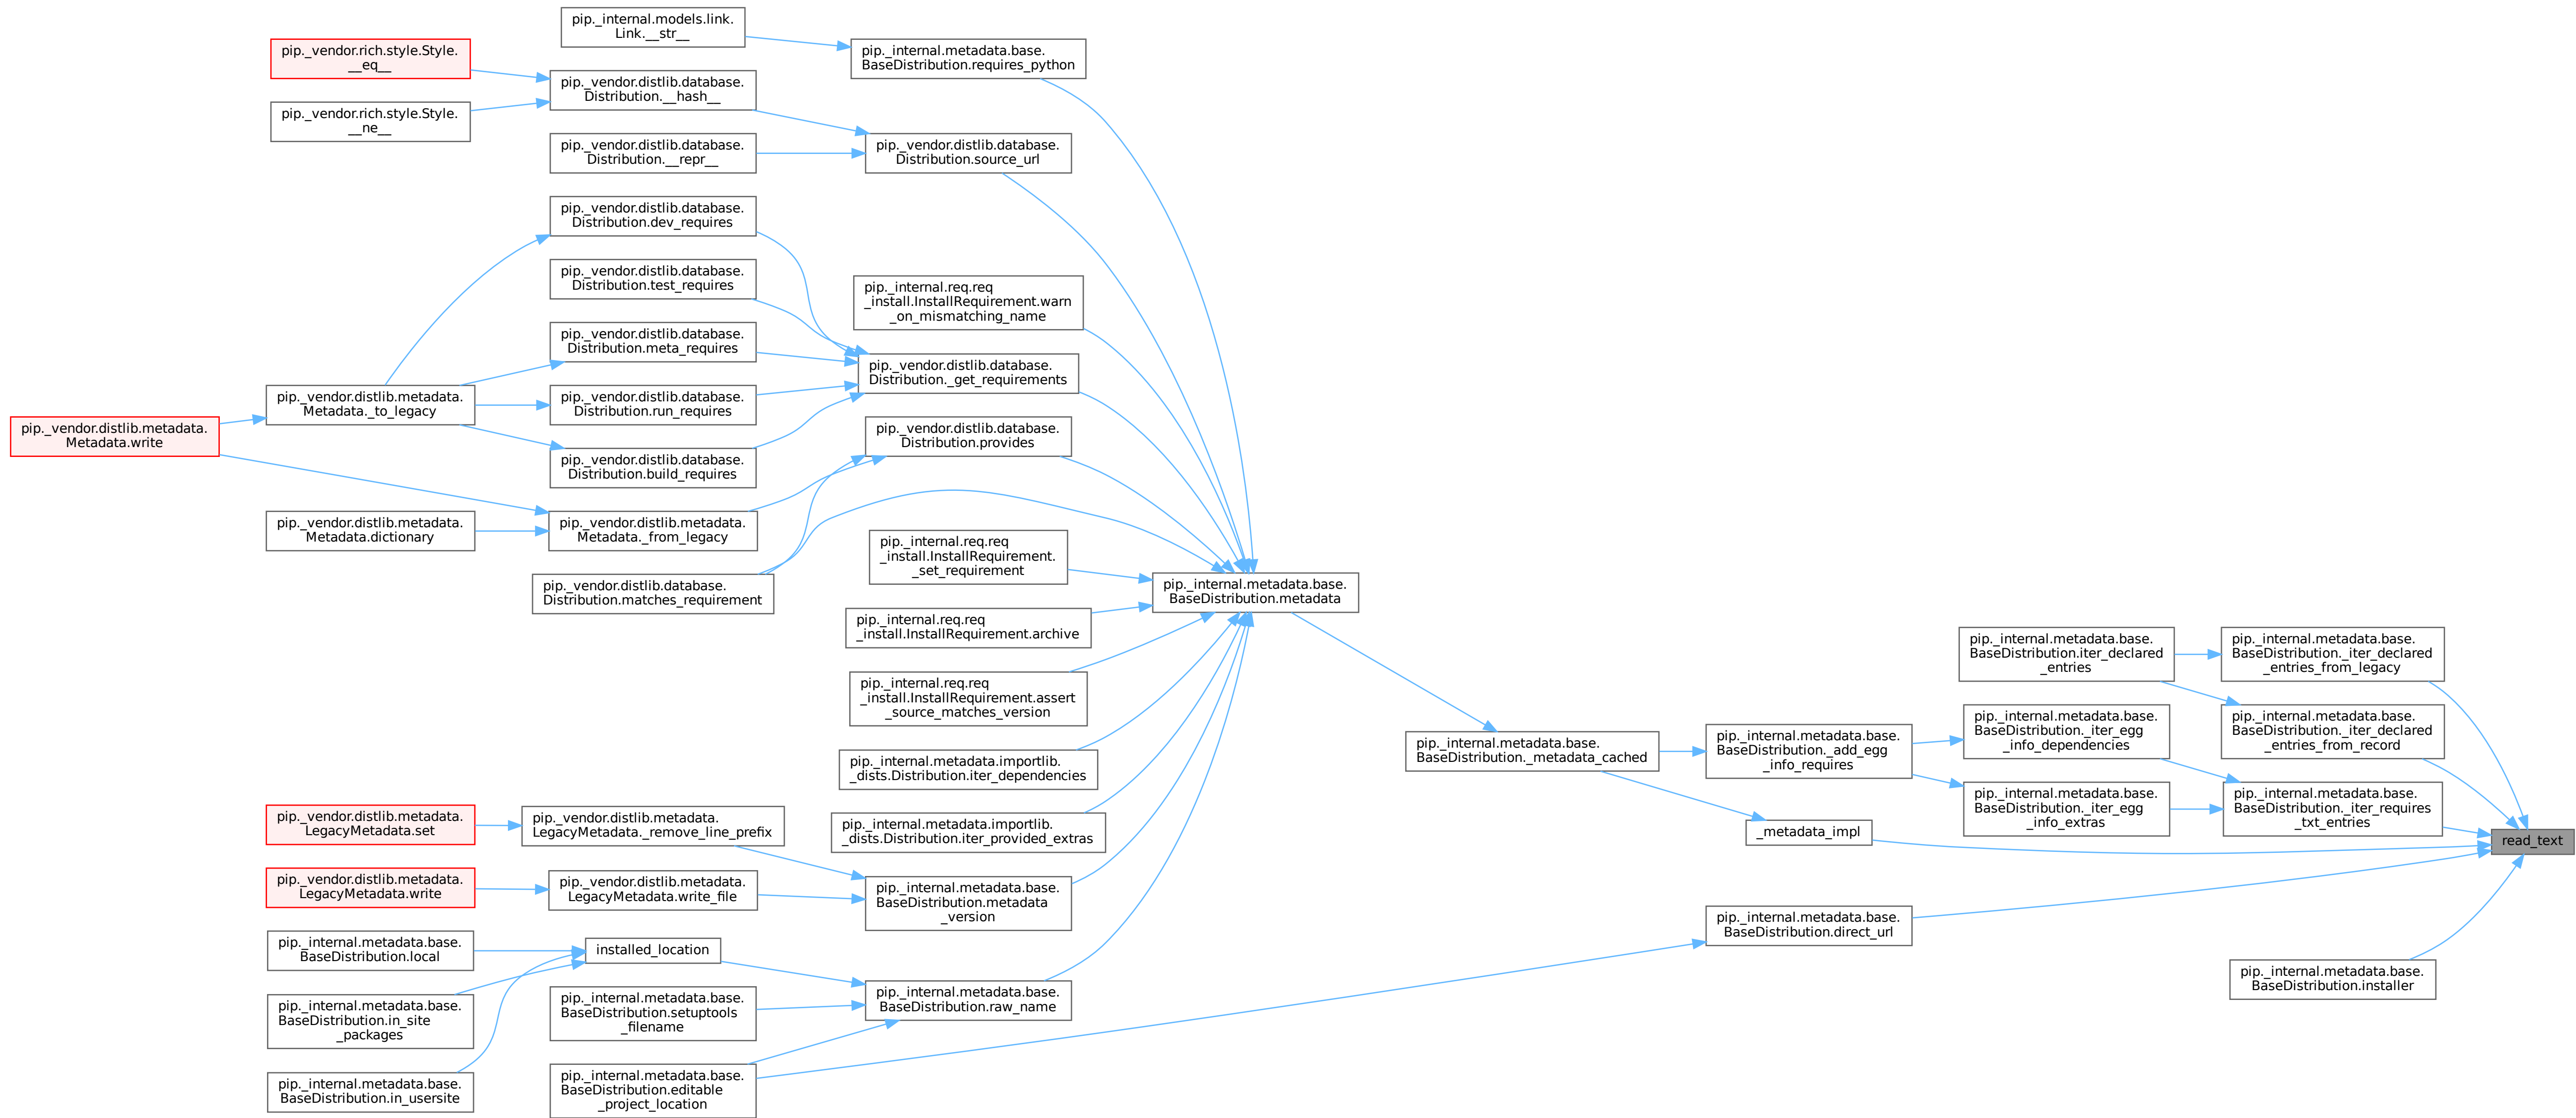 pip._internal.models.link.
Link.__str__
pip._vendor.rich.style.Style.
__eq__
pip._internal.metadata.base.
BaseDistribution.requires_python
pip._vendor.distlib.database.
Distribution.__hash__
pip._vendor.rich.style.Style.
__ne__
pip._vendor.distlib.database.
Distribution.__repr__
pip._vendor.distlib.database.
Distribution.source_url
pip._vendor.distlib.database.
Distribution.dev_requires
pip._vendor.distlib.database.
Distribution.test_requires
pip._internal.req.req
_install.InstallRequirement.warn
_on_mismatching_name
pip._vendor.distlib.database.
Distribution.meta_requires
pip._vendor.distlib.database.
Distribution._get_requirements
pip._vendor.distlib.metadata.
Metadata._to_legacy
pip._vendor.distlib.database.
Distribution.run_requires
pip._vendor.distlib.metadata.
Metadata.write
pip._vendor.distlib.database.
Distribution.provides
pip._vendor.distlib.database.
Distribution.build_requires
pip._vendor.distlib.metadata.
Metadata.dictionary
pip._vendor.distlib.metadata.
Metadata._from_legacy
pip._internal.req.req
_install.InstallRequirement.
_set_requirement
pip._vendor.distlib.database.
Distribution.matches_requirement
pip._internal.metadata.base.
BaseDistribution.metadata
pip._internal.req.req
_install.InstallRequirement.archive
pip._internal.req.req
_install.InstallRequirement.assert
_source_matches_version
pip._internal.metadata.base.
BaseDistribution.iter_declared
_entries
pip._internal.metadata.base.
BaseDistribution._iter_declared
_entries_from_legacy
pip._internal.metadata.base.
BaseDistribution._metadata_cached
pip._internal.metadata.base.
BaseDistribution._add_egg
_info_requires
pip._internal.metadata.base.
BaseDistribution._iter_egg
_info_dependencies
pip._internal.metadata.base.
BaseDistribution._iter_declared
_entries_from_record
pip._internal.metadata.importlib.
_dists.Distribution.iter_dependencies
pip._internal.metadata.base.
BaseDistribution._iter_egg
_info_extras
pip._internal.metadata.base.
BaseDistribution._iter_requires
_txt_entries
pip._vendor.distlib.metadata.
LegacyMetadata.set
pip._vendor.distlib.metadata.
LegacyMetadata._remove_line_prefix
pip._internal.metadata.importlib.
_dists.Distribution.iter_provided_extras
_metadata_impl
read_text
pip._vendor.distlib.metadata.
LegacyMetadata.write
pip._vendor.distlib.metadata.
LegacyMetadata.write_file
pip._internal.metadata.base.
BaseDistribution.metadata
_version
pip._internal.metadata.base.
BaseDistribution.direct_url
pip._internal.metadata.base.
BaseDistribution.local
installed_location
pip._internal.metadata.base.
BaseDistribution.installer
pip._internal.metadata.base.
BaseDistribution.in_site
_packages
pip._internal.metadata.base.
BaseDistribution.setuptools
_filename
pip._internal.metadata.base.
BaseDistribution.raw_name
pip._internal.metadata.base.
BaseDistribution.in_usersite
pip._internal.metadata.base.
BaseDistribution.editable
_project_location